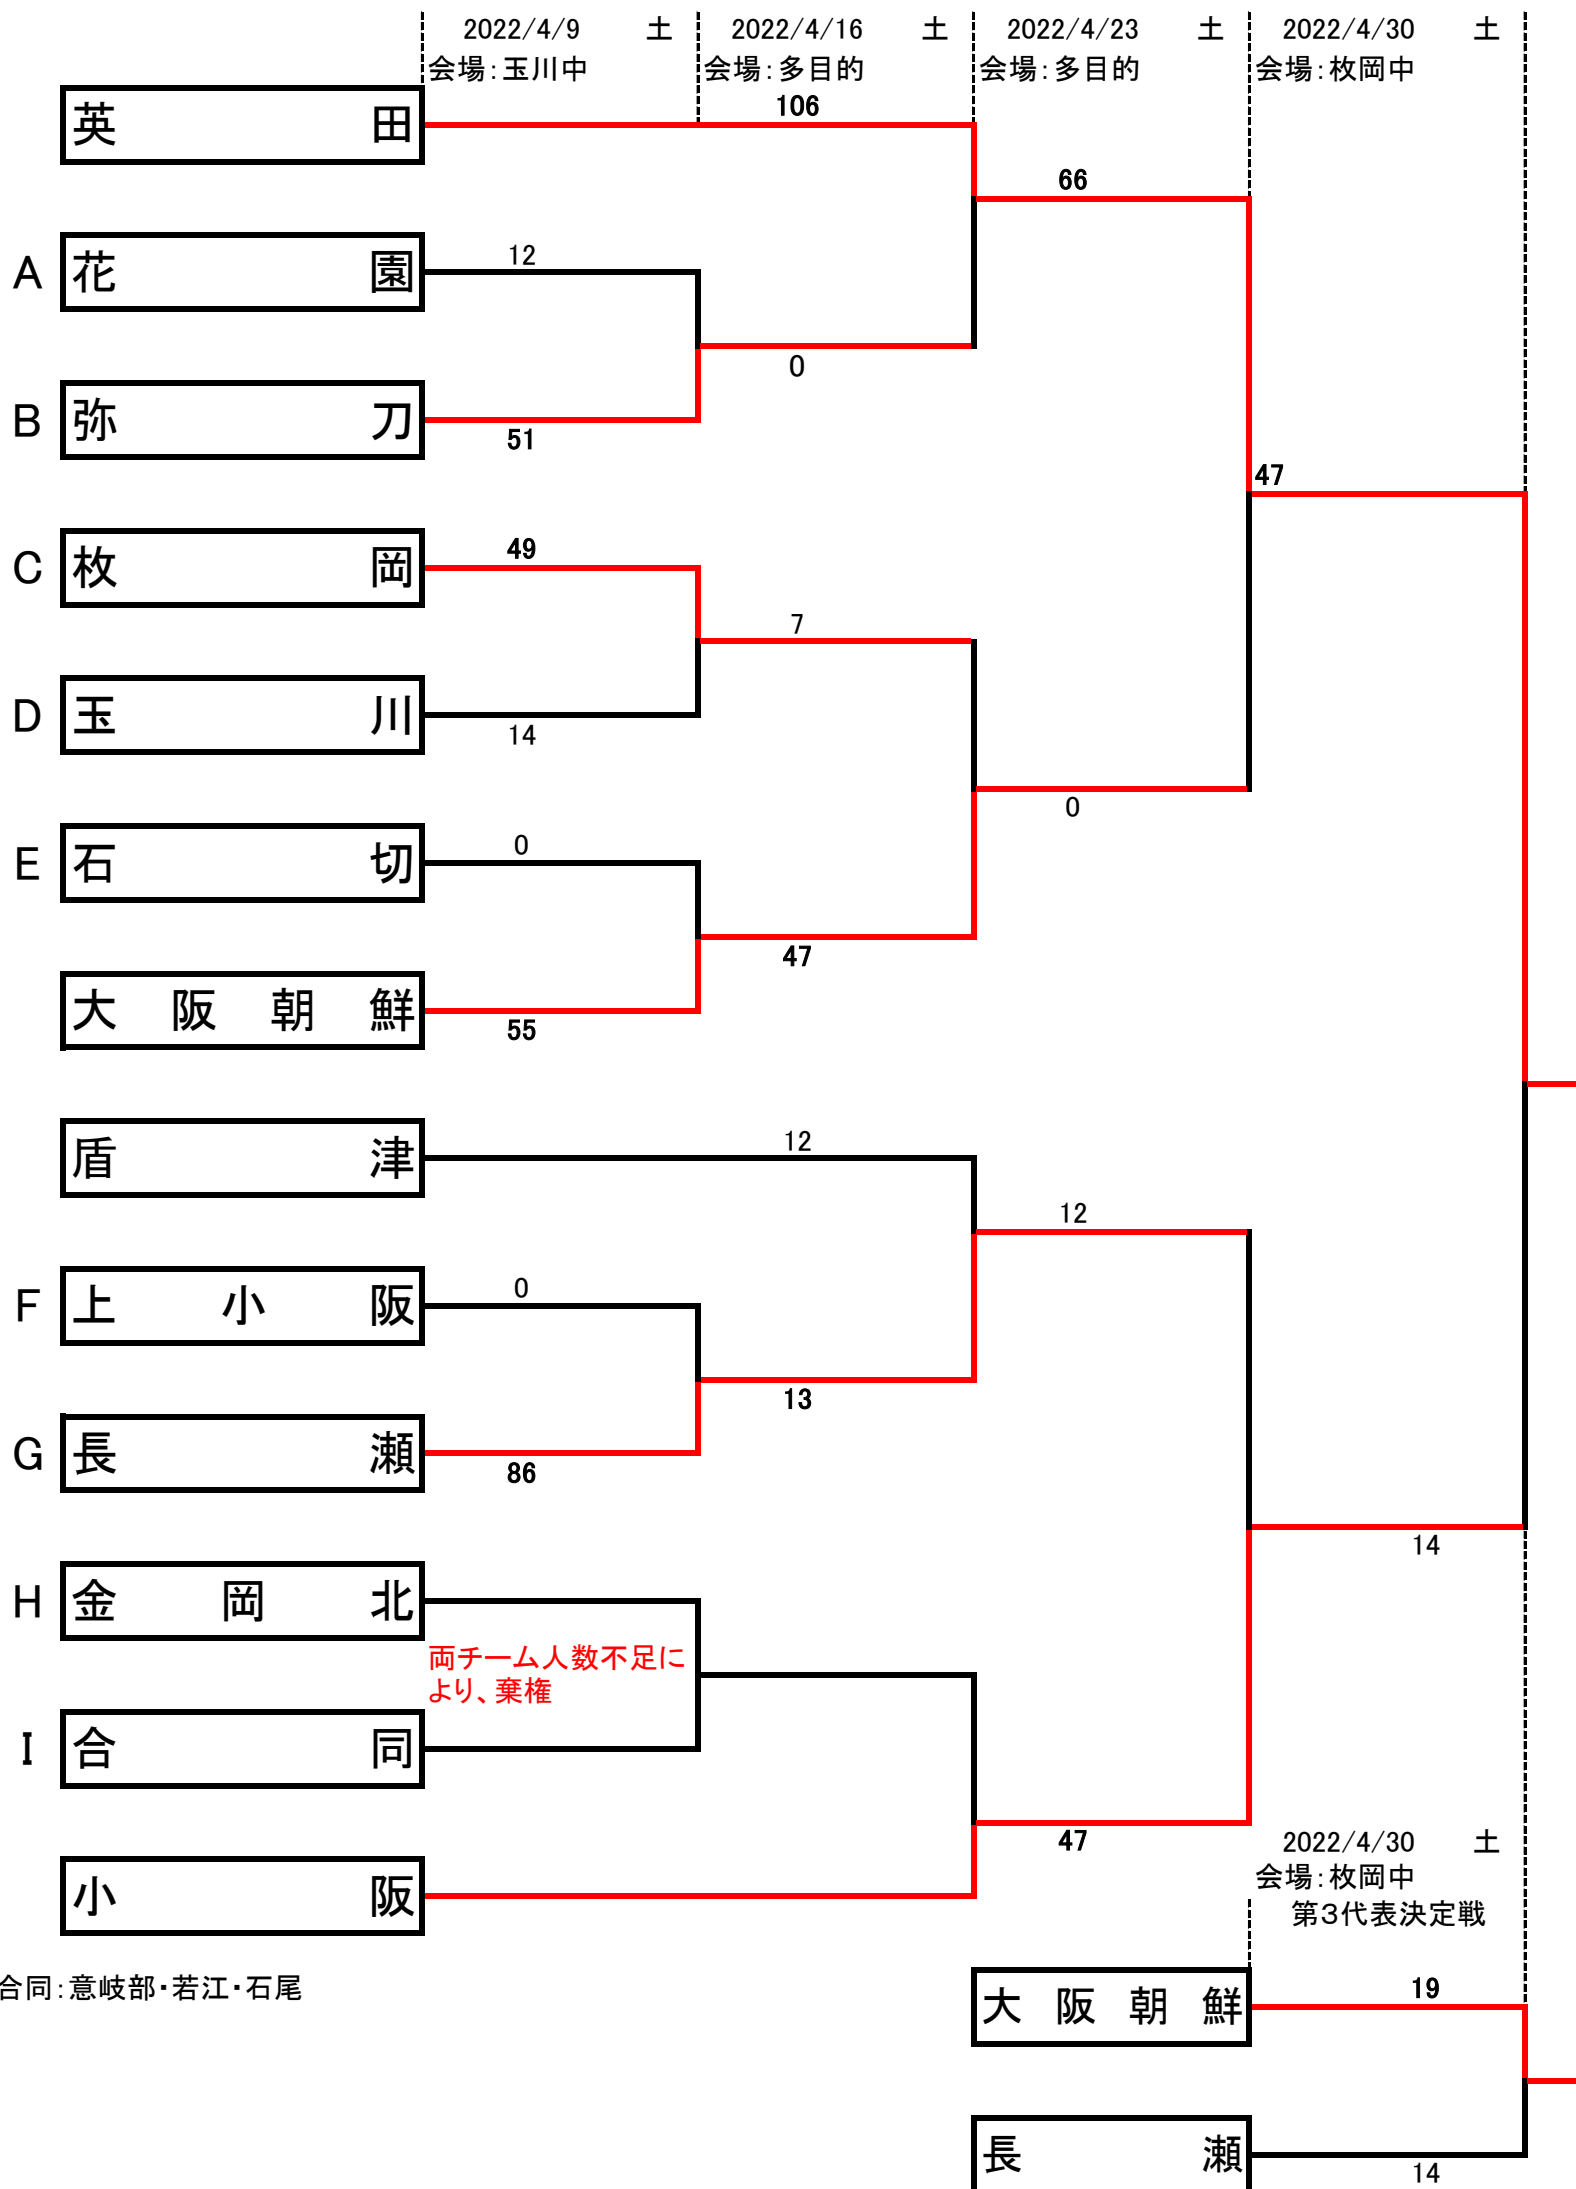 2022/4/9 土 2022/4/16 土 2022/4/23 土 2022/4/30 土
会場:玉川中 会場:多目的 会場:多目的 会場:枚岡中
106
英田
66
12
A 花園
0
B 弥刀
51
47
49
C 枚岡
7
D 玉川
14
0
0
E 石切
47
大阪朝鮮
55
12
盾津
12
0
F 上小阪
13
G 長瀬
86
14
H 金岡北
両チーム人数不足に
より、棄権
I 合同
47
2022/4/30 土
会場:枚岡中
小阪
第3代表決定戦
合同:意岐部・若江・石尾
19
大阪朝鮮
長瀬
14